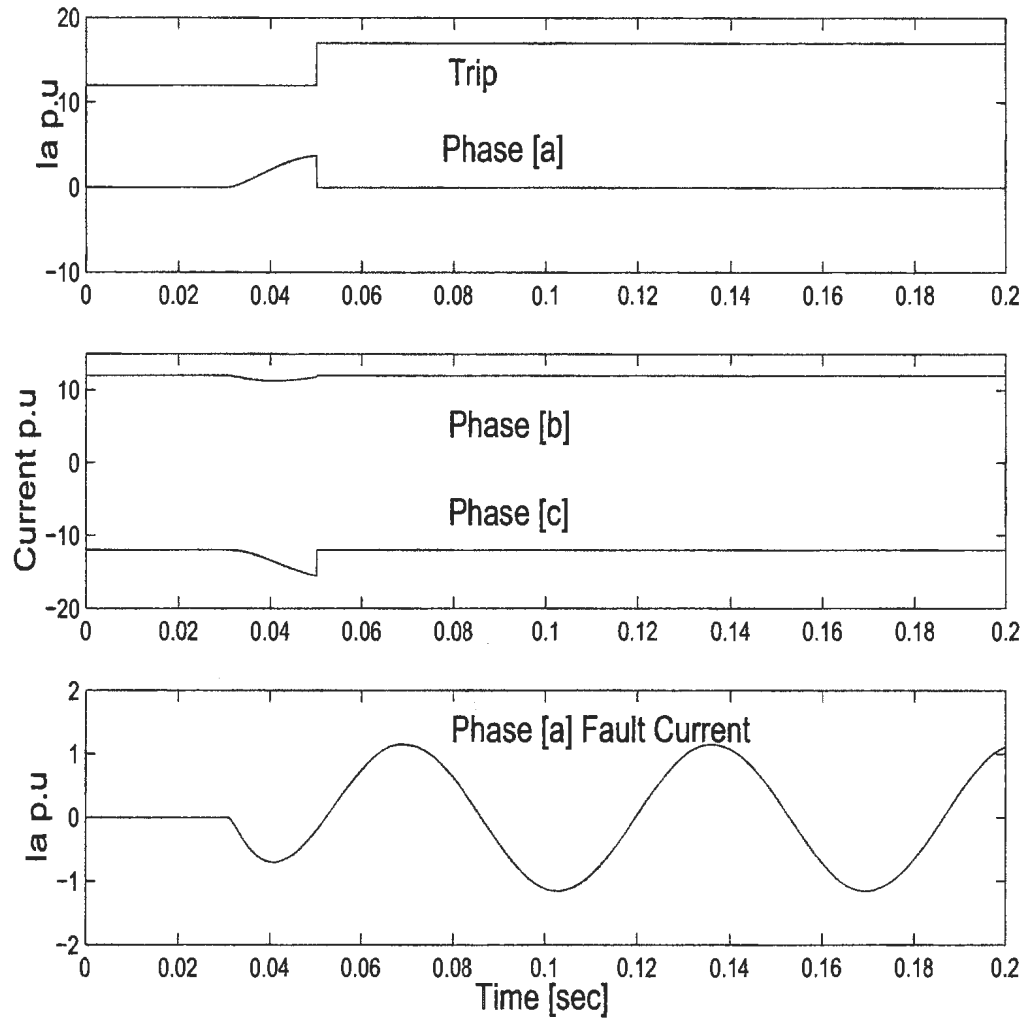 20
10
0
−10
Ia p.u
Trip
Phase [a]
0 0.02 0.04 0.06 0.08 0.1 0.12 0.14 0.16 0.18 0.2
10
0
−10
−20
Current p.u
Phase [b]
Phase [c]
0 0.02 0.04 0.06 0.08 0.1 0.12 0.14 0.16 0.18 0.2
2
1
0
−1
−2
Ia p.u
Phase [a] Fault Current
0 0.02 0.04 0.06 0.08 0.1 0.12 0.14 0.16 0.18 0.2
Time [sec]